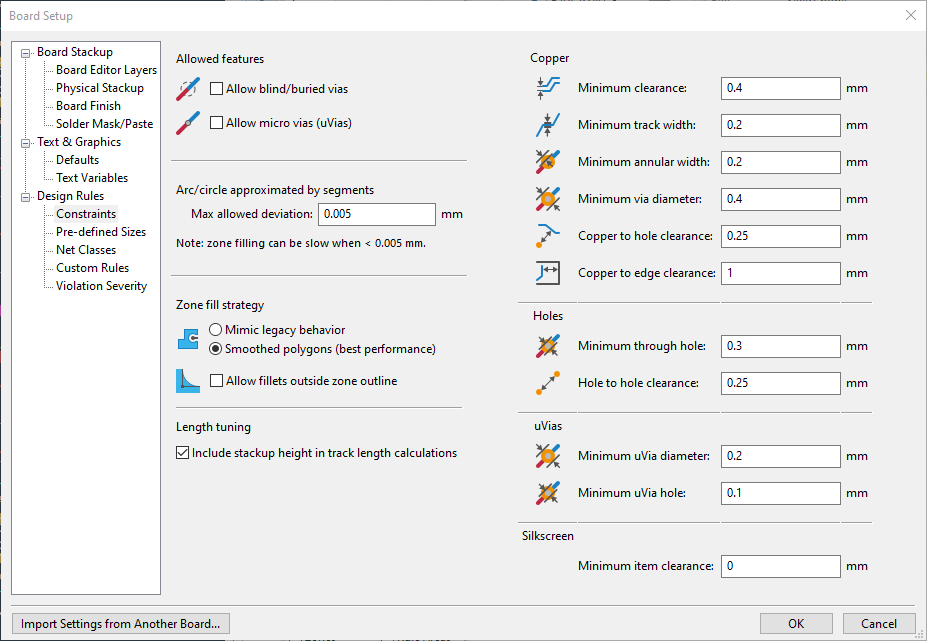 Board Setup
Board Stackup
Board Editor Layers
Physical Stackup
Board Finish
Solder Mask/Paste
Text & Graphics
Defaults
Text Variables
Design Rules
Constraints
Pre-defined Sizes
Net Classes
Custom Rules
Violation Severity
Allowed features
Allow blind/buried vias
Allow micro vias (uVias)
Arc/circle approximated by segments
Max allowed deviation: 0.005 mm
Note: zone filling can be slow when < 0.005 mm.
Zone fill strategy
Mimic legacy behavior
Smoothed polygons (best performance)
Allow fillets outside zone outline
Length tuning
Include stackup height in track length calculations
Copper
Minimum clearance: 0.4 mm
Minimum track width: 0.2 mm
Minimum annular width: 0.2 mm
Minimum via diameter: 0.4 mm
Copper to hole clearance: 0.25 mm
Copper to edge clearance: 1 mm
Holes
Minimum through hole: 0.3 mm
Hole to hole clearance: 0.25 mm
uVias
Minimum uVia diameter: 0.2 mm
Minimum uVia hole: 0.1 mm
Silkscreen
Minimum item clearance: 0 mm
Import Settings from Another Board...
OK
Cancel